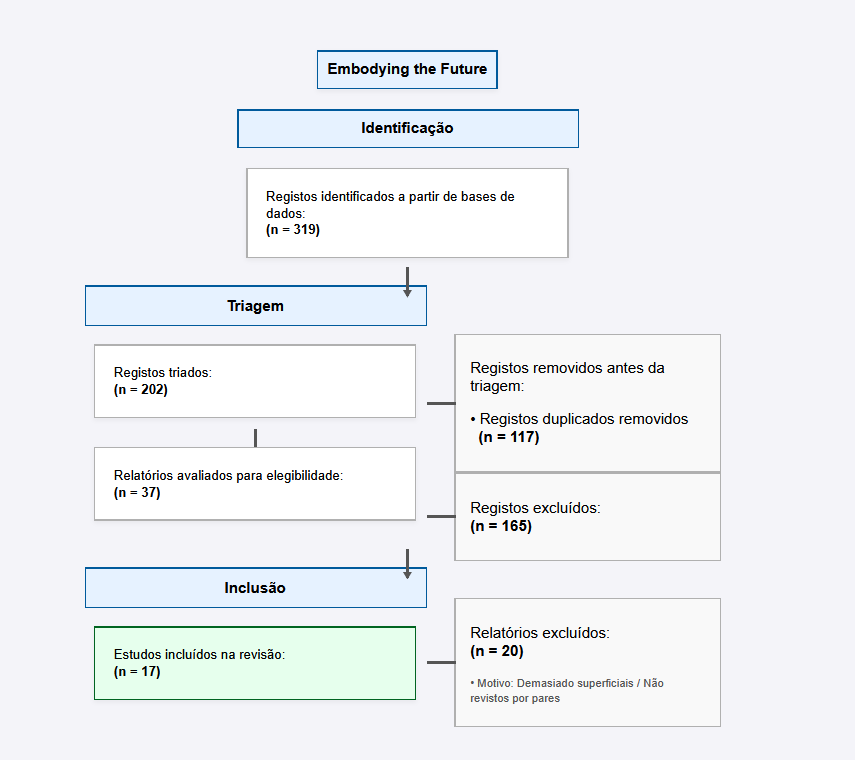 Embodying the Future
Identificação
Registos identificados a partir de bases de
dados:
(n = 319)
Triagem
Registos triados:
(n = 202)
Registos removidos antes da
triagem:
• Registos duplicados removidos
(n = 117)
Relatórios avaliados para elegibilidade:
(n = 37)
Registos excluídos:
(n = 165)
Inclusão
Estudos incluídos na revisão:
(n = 17)
Relatórios excluídos:
(n = 20)
• Motivo: Demasiado superficiais / Não
revistos por pares